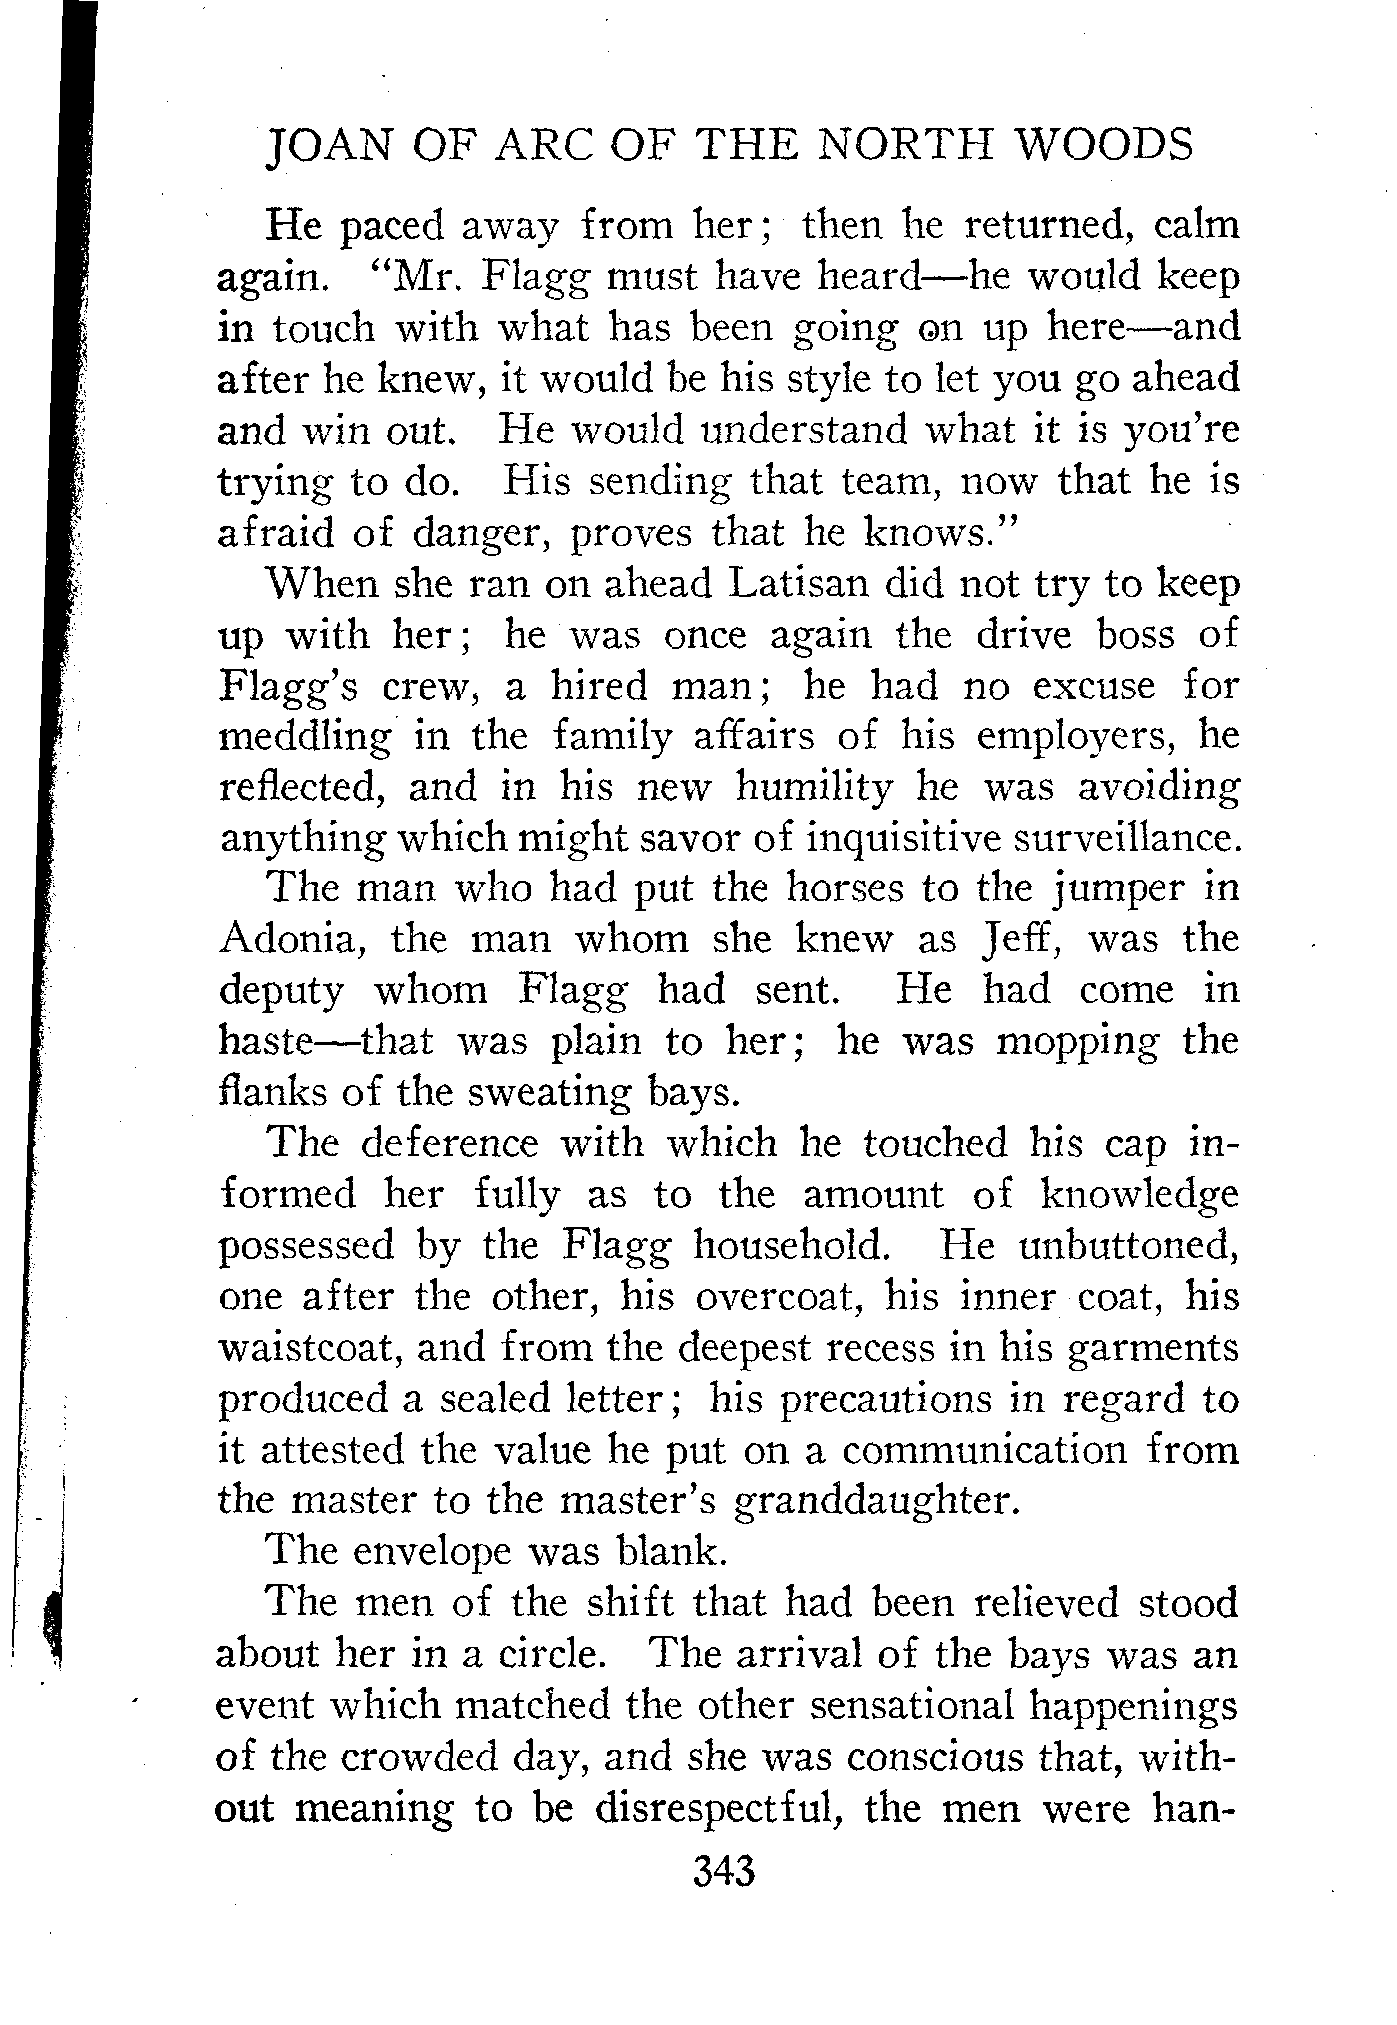 JOAN OF ARC OF THE NORTH WOODS
He paced away from her; then he returned, calm
again. "Mr. Flagg must have heard—he would keep
in touch with what has been going on up here—and
after he knew, it would be his style to let you go ahead
and win out. He would understand what it is you're
trying to do. His sending that team, now that he is
afraid of danger, proves that he knows."
When she ran on ahead Latisan did not try to keep
up with her; he was once again the drive boss of
Flagg's crew, a hired man; he had no excuse for
meddling in the family affairs of his employers, he
reflected, and in his new humility he was avoiding
anything which might savor of inquisitive surveillance.
The man who had put the horses to the jumper in
Adonia, the man whom she knew as Jeff, was the
deputy whom Flagg had sent. He had come in
haste—that was plain to her; he was mopping the
flanks of the sweating bays.
The deference with which he touched his cap in-
formed her fully as to the amount of knowledge
possessed by the Flagg household. He unbuttoned,
one after the other, his overcoat, his inner coat, his
waistcoat, and from the deepest recess in his garments
produced a sealed letter; his precautions in regard to
it attested the value he put on a communication from
the master to the master's granddaughter.
The envelope was blank.
The men of the shift that had been relieved stood
about her in a circle. The arrival of the bays was an
event which matched the other sensational happenings
of the crowded day, and she was conscious that, with-
out meaning to be disrespectful, the men were han-
343